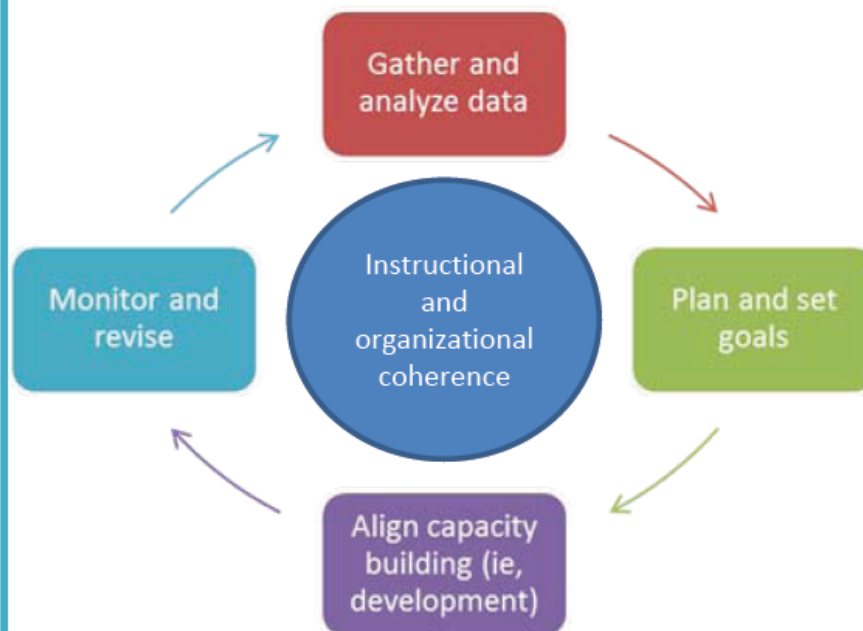 Gather and
analyze data
Instructional
and
organizational
coherence
Monitor and
revise
Plan and set
goals
Align capacity
building (ie,
development)